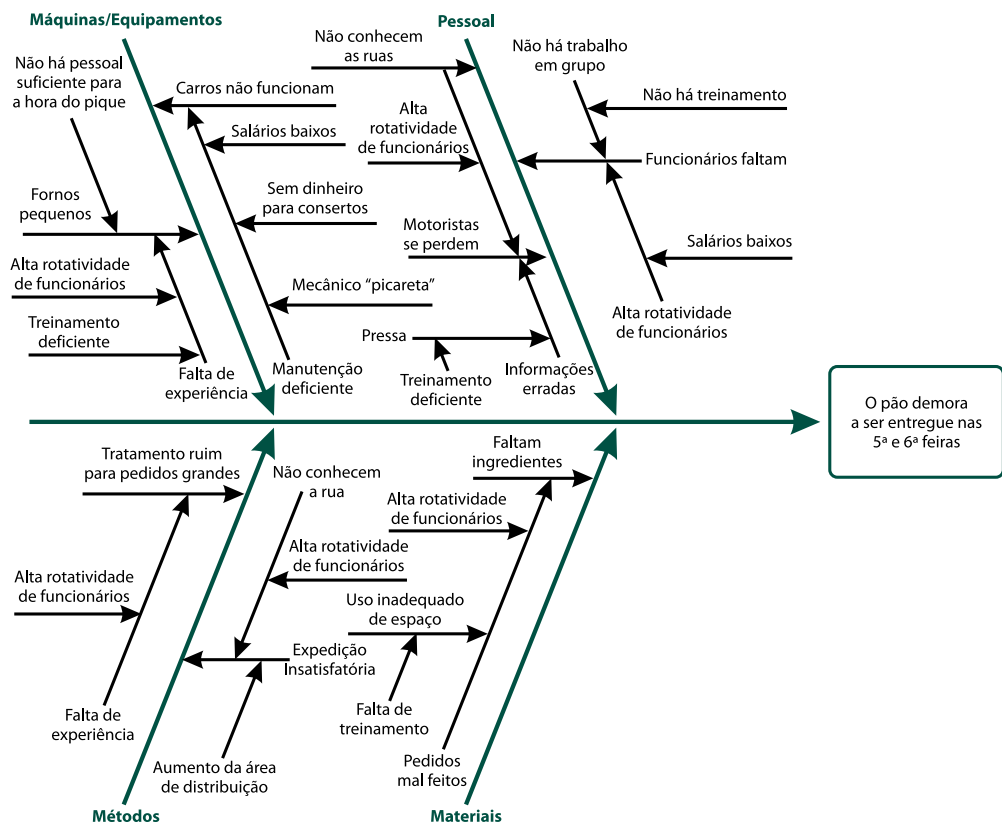 Máquinas/Equipamentos
Não há pessoal
suficiente para
a hora do pique
Carros não funcionam
Salários baixos
Fornos
pequenos
Sem dinheiro
para consertos
Alta rotatividade
de funcionários
Mecânico “picareta”
Treinamento
deficiente
Falta de
experiência
Manutenção
deficiente
Pessoal
Não conhecem
as ruas
Não há trabalho
em grupo
Não há treinamento
Alta
rotatividade
de funcionários
Funcionários faltam
Motoristas
se perdem
Salários baixos
Alta rotatividade
de funcionários
Pressa
Treinamento
deficiente
Informações
erradas
O pão demora
a ser entregue nas
5ª e 6ª feiras
Tratamento ruim
para pedidos grandes
Não conhecem
a rua
Alta rotatividade
de funcionários
Alta rotatividade
de funcionários
Expedição
Insatisfatória
Falta de
experiência
Aumento da área
de distribuição
Métodos
Faltam
ingredientes
Alta rotatividade
de funcionários
Uso inadequado
de espaço
Falta de
treinamento
Pedidos
mal feitos
Materiais